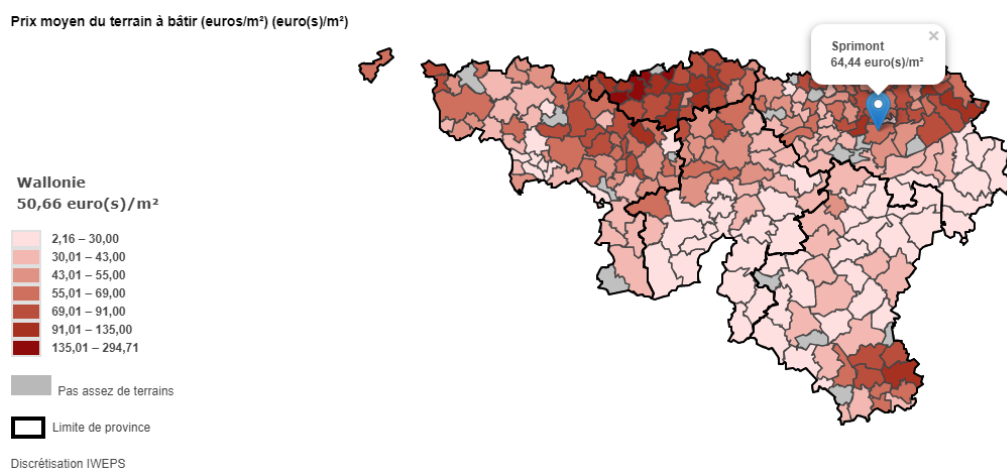 Prix moyen du terrain à bâtir (euros/m²) (euro(s)/m²)
Sprimont
64,44 euro(s)/m²
Wallonie
50,66 euro(s)/m²
2,16 – 30,00
30,01 – 43,00
43,01 – 55,00
55,01 – 69,00
69,01 – 91,00
91,01 – 135,00
135,01 – 294,71
Pas assez de terrains
Limite de province
Discrétisation IWEPS